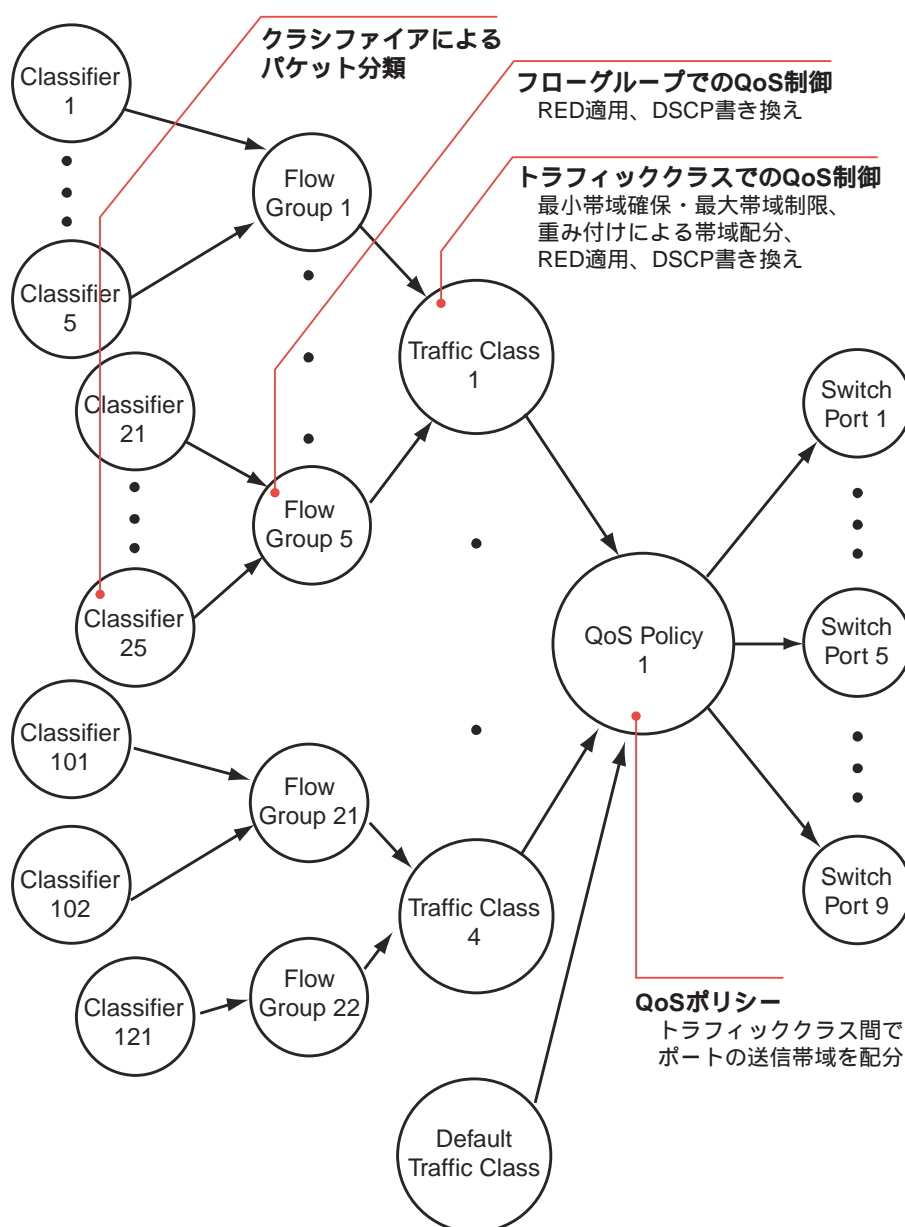 クラシファイアによる
パケット分類
Classifier
1
フローグループでのQoS制御
RED適用、DSCP書き換え
Flow
Group 1
トラフィッククラスでのQoS制御
最小帯域確保・最大帯域制限、
重み付けによる帯域配分、
RED適用、DSCP書き換え
Classifier
5
Traffic Class
1
Switch
Port 1
Classifier
21
Flow
Group 5
Classifier
25
QoS Policy
1
Switch
Port 5
Classifier
101
Flow
Group 21
Classifier
102
Traffic Class
4
Switch
Port 9
Classifier
121
Flow
Group 22
QoSポリシー
トラフィッククラス間で
ポートの送信帯域を配分
Default
Traffic Class